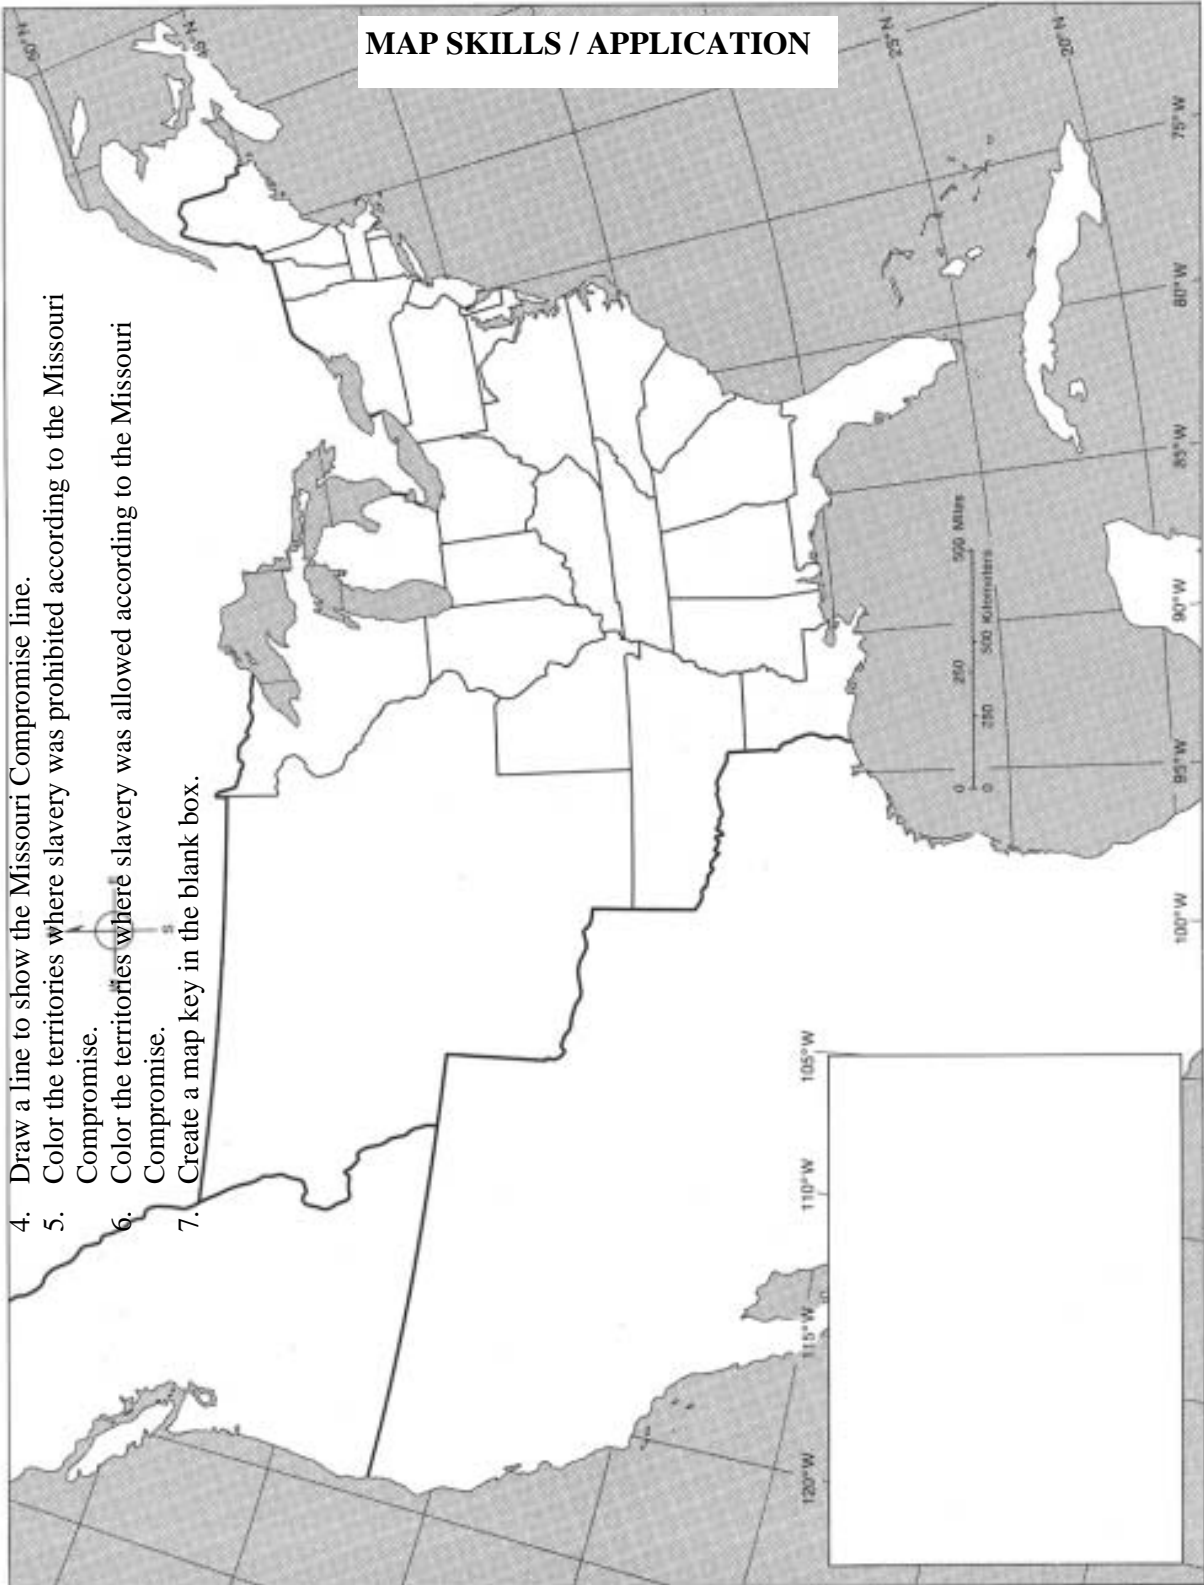 MAP SKILLS / APPLICATION
4. Draw a line to show the Missouri Compromise line.
5. Color the territories where slavery was prohibited according to the Missouri
Compromise.
6. Color the territories where slavery was allowed according to the Missouri
Compromise.
7. Create a map key in the blank box.
50°N
45°N
25°N
20°N
75°W
80°W
85°W
90°W
95°W
100°W
105°W
110°W
115°W
120°W
0 250 500 Miles
0 250 500 Kilometers
S